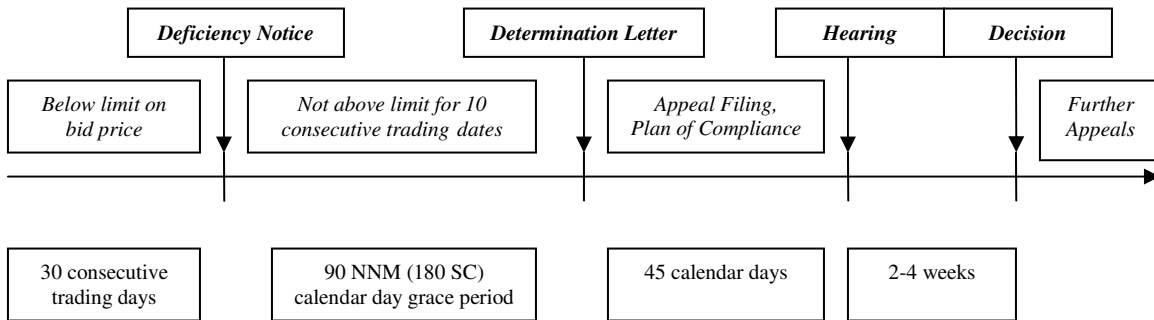 Deficiency Notice
Determination Letter
Hearing
Decision
Below limit on
bid price
Not above limit for 10
consecutive trading dates
Appeal Filing,
Plan of Compliance
Further
Appeals
30 consecutive
trading days
90 NNM (180 SC)
calendar day grace period
45 calendar days
2-4 weeks